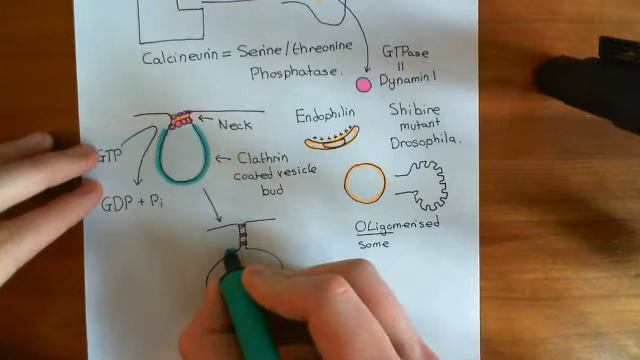 Calcineurin = Serine/threonine
Phosphatase.
GTPase
=
Dynamin 1
Neck
GTP
GDP + Pi
Clathrin
coated vesicle
bud
Endophilin
+ + + + + +
Shibire
mutant
Drosophila.
OLigomerised
some